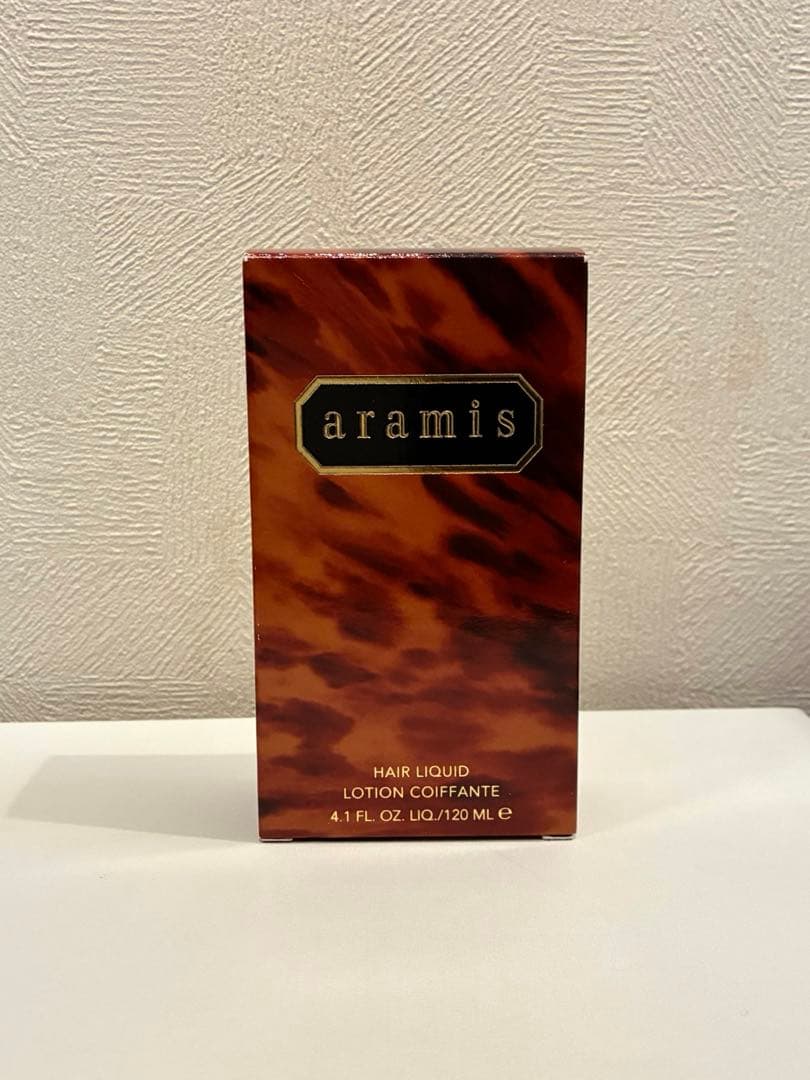 aramis
HAIR LIQUID
LOTION COIFFANTE
4.1 FL. OZ. LIQ./120 ML ℮